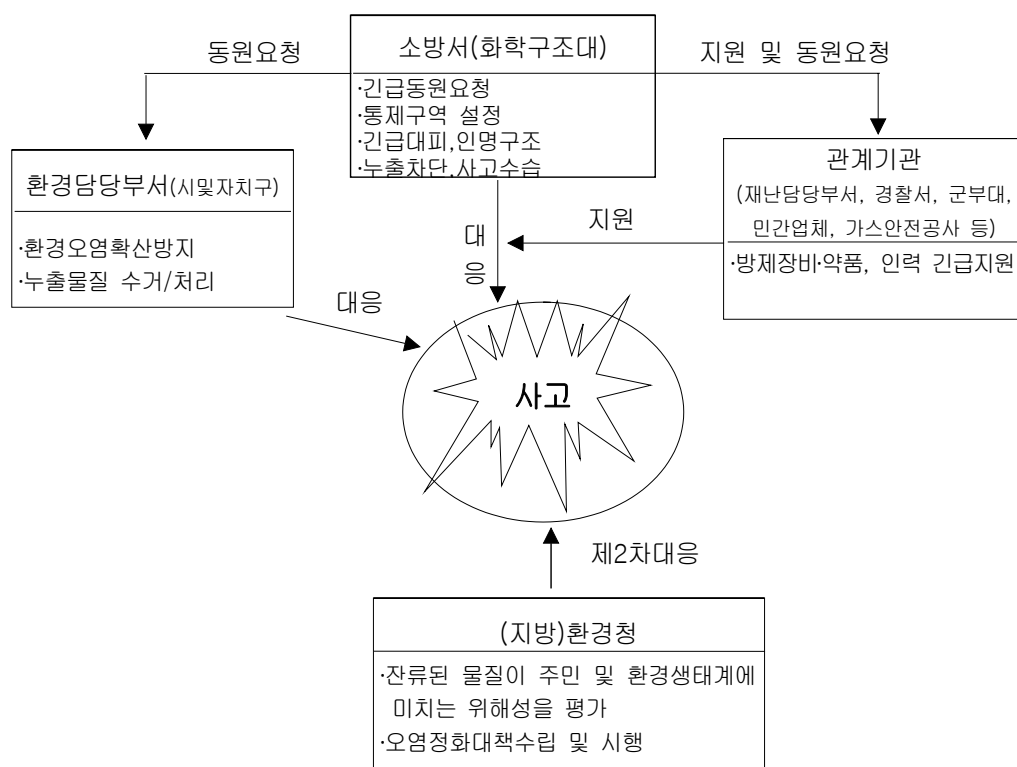 소방서(화학구조대)
동원요청
지원 및 동원요청
·긴급동원요청
·통제구역 설정
·긴급대피,인명구조
·누출차단,사고수습
환경담당부서(시및자치구)
·환경오염확산방지
·누출물질 수거/처리
관계기관
(재난담당부서, 경찰서, 군부대,
민간업체, 가스안전공사 등)
·방제장비·약품, 인력 긴급지원
대
응
지원
대응
사고
제2차대응
(지방)환경청
·잔류된 물질이 주민 및 환경생태계에
미치는 위해성을 평가
·오염정화대책수립 및 시행